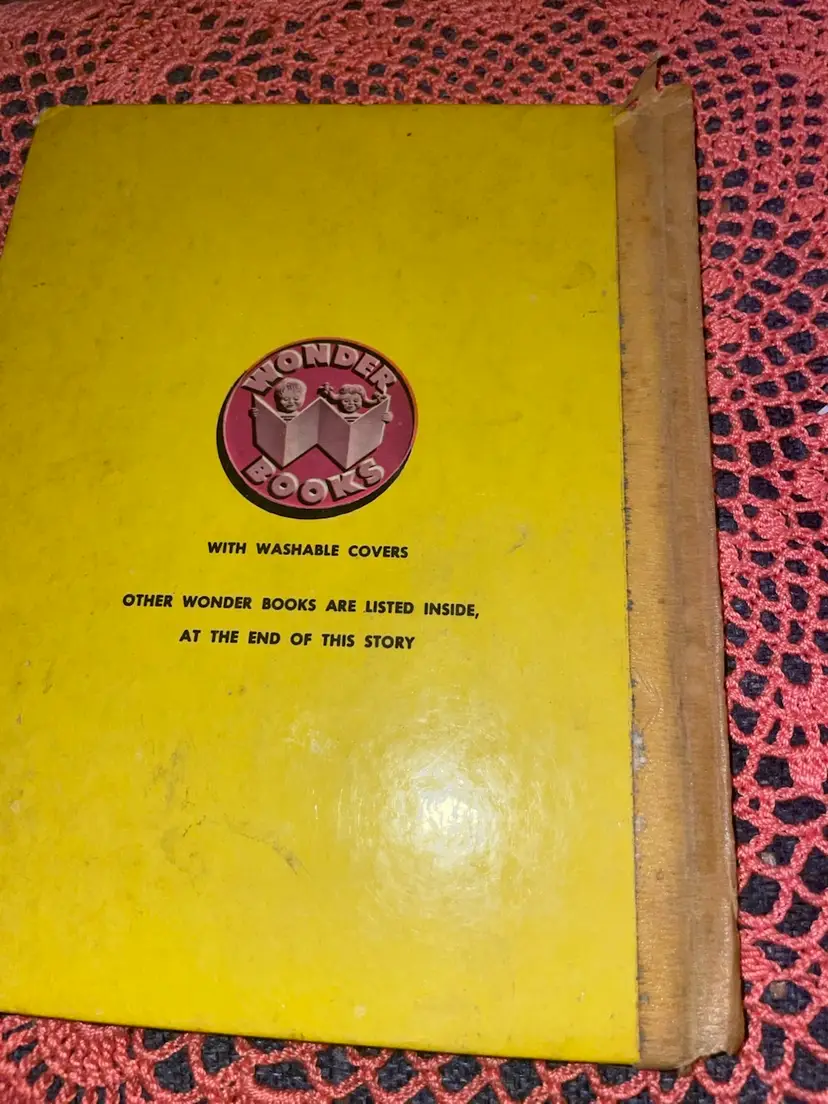 WONDER
BOOKS
WITH WASHABLE COVERS
OTHER WONDER BOOKS ARE LISTED INSIDE,
AT THE END OF THIS STORY